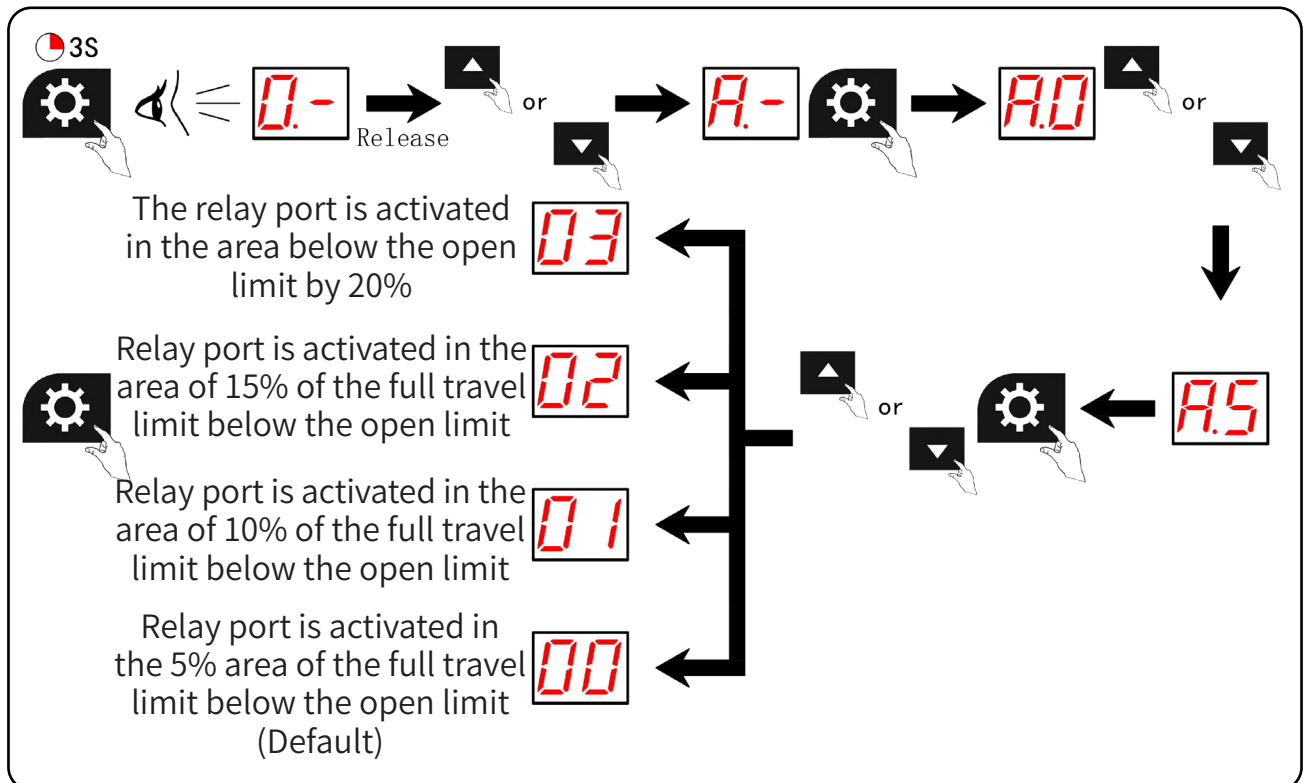 3S
0.-
Release
or
A.-
A.0
or
The relay port is activated
in the area below the open
limit by 20%
03
Relay port is activated in the
area of 15% of the full travel
limit below the open limit
02
or
A.5
Relay port is activated in the
area of 10% of the full travel
limit below the open limit
01
Relay port is activated in
the 5% area of the full travel
limit below the open limit
(Default)
00